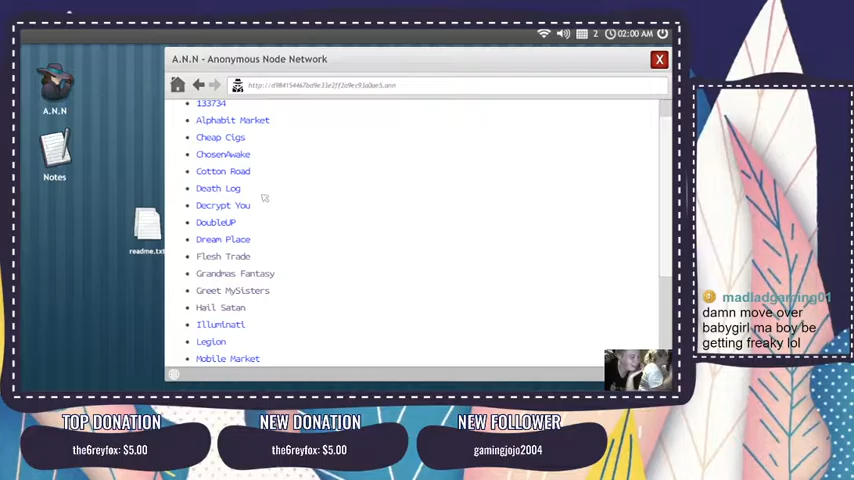 2 02:00 AM
A.N.N - Anonymous Node Network
X
A.N.N
Notes
readme.txt
133734
Alphabit Market
Cheap Cigs
ChosenAwake
Cotton Road
Death Log
Decrypt You
DoubleUP
Dream Place
Flesh Trade
Grandmas Fantasy
Greet MySisters
Hail Satan
Illuminati
Legion
Mobile Market
madladgaming01
damn move over
babygirl ma boy be
getting freaky lol
TOP DONATION
the6reyfox: $5.00
NEW DONATION
the6reyfox: $5.00
NEW FOLLOWER
gamingjojo2004